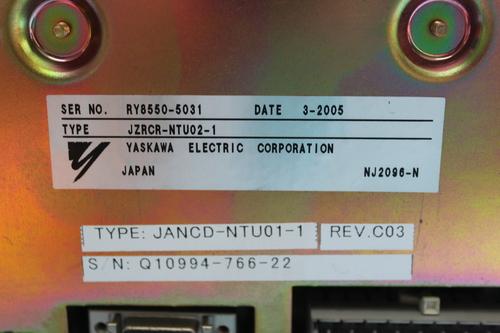 SER NO. RY8550-5031 DATE 3-2005
TYPE JZRCR-NTU02-1
YASKAWA ELECTRIC CORPORATION
JAPAN NJ2096-N
TYPE: JANCD-NTU01-1 REV.C03
S/N: Q10994-766-22